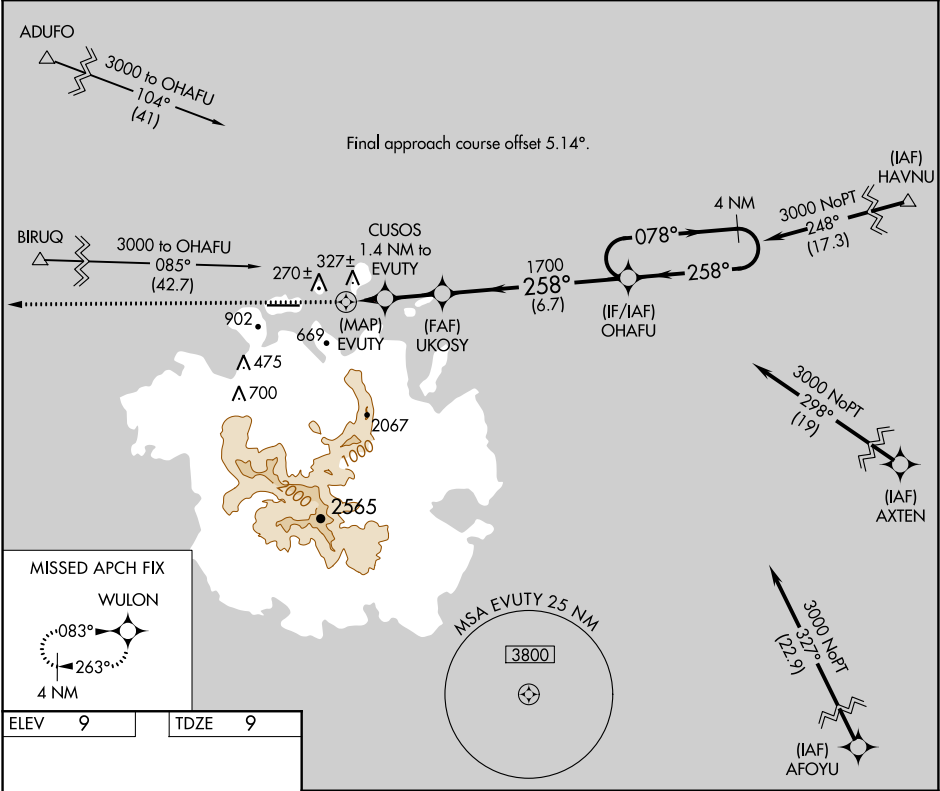 ADUFO
3000 to OHAFU
104°
(41)
Final approach course offset 5.14°.
(IAF)
HAVNU
3000 NoPT
248°
(17.3)
4 NM
078°
258°
BIRUQ
3000 to OHAFU
085°
(42.7)
270±
327±
CUSOS
1.4 NM to
EVUTY
1700
258°
(6.7)
(IF/IAF)
OHAFU
(FAF)
UKOSY
(MAP)
EVUTY
902
669
475
700
2067
1000
2000
2565
3000 NoPT
298°
(19)
(IAF)
AXTEN
MISSED APCH FIX
WULON
083°
263°
4 NM
MSA EVUTY 25 NM
3800
3000 NoPT
327°
(22.9)
(IAF)
AFOYU
ELEV 9
TDZE 9